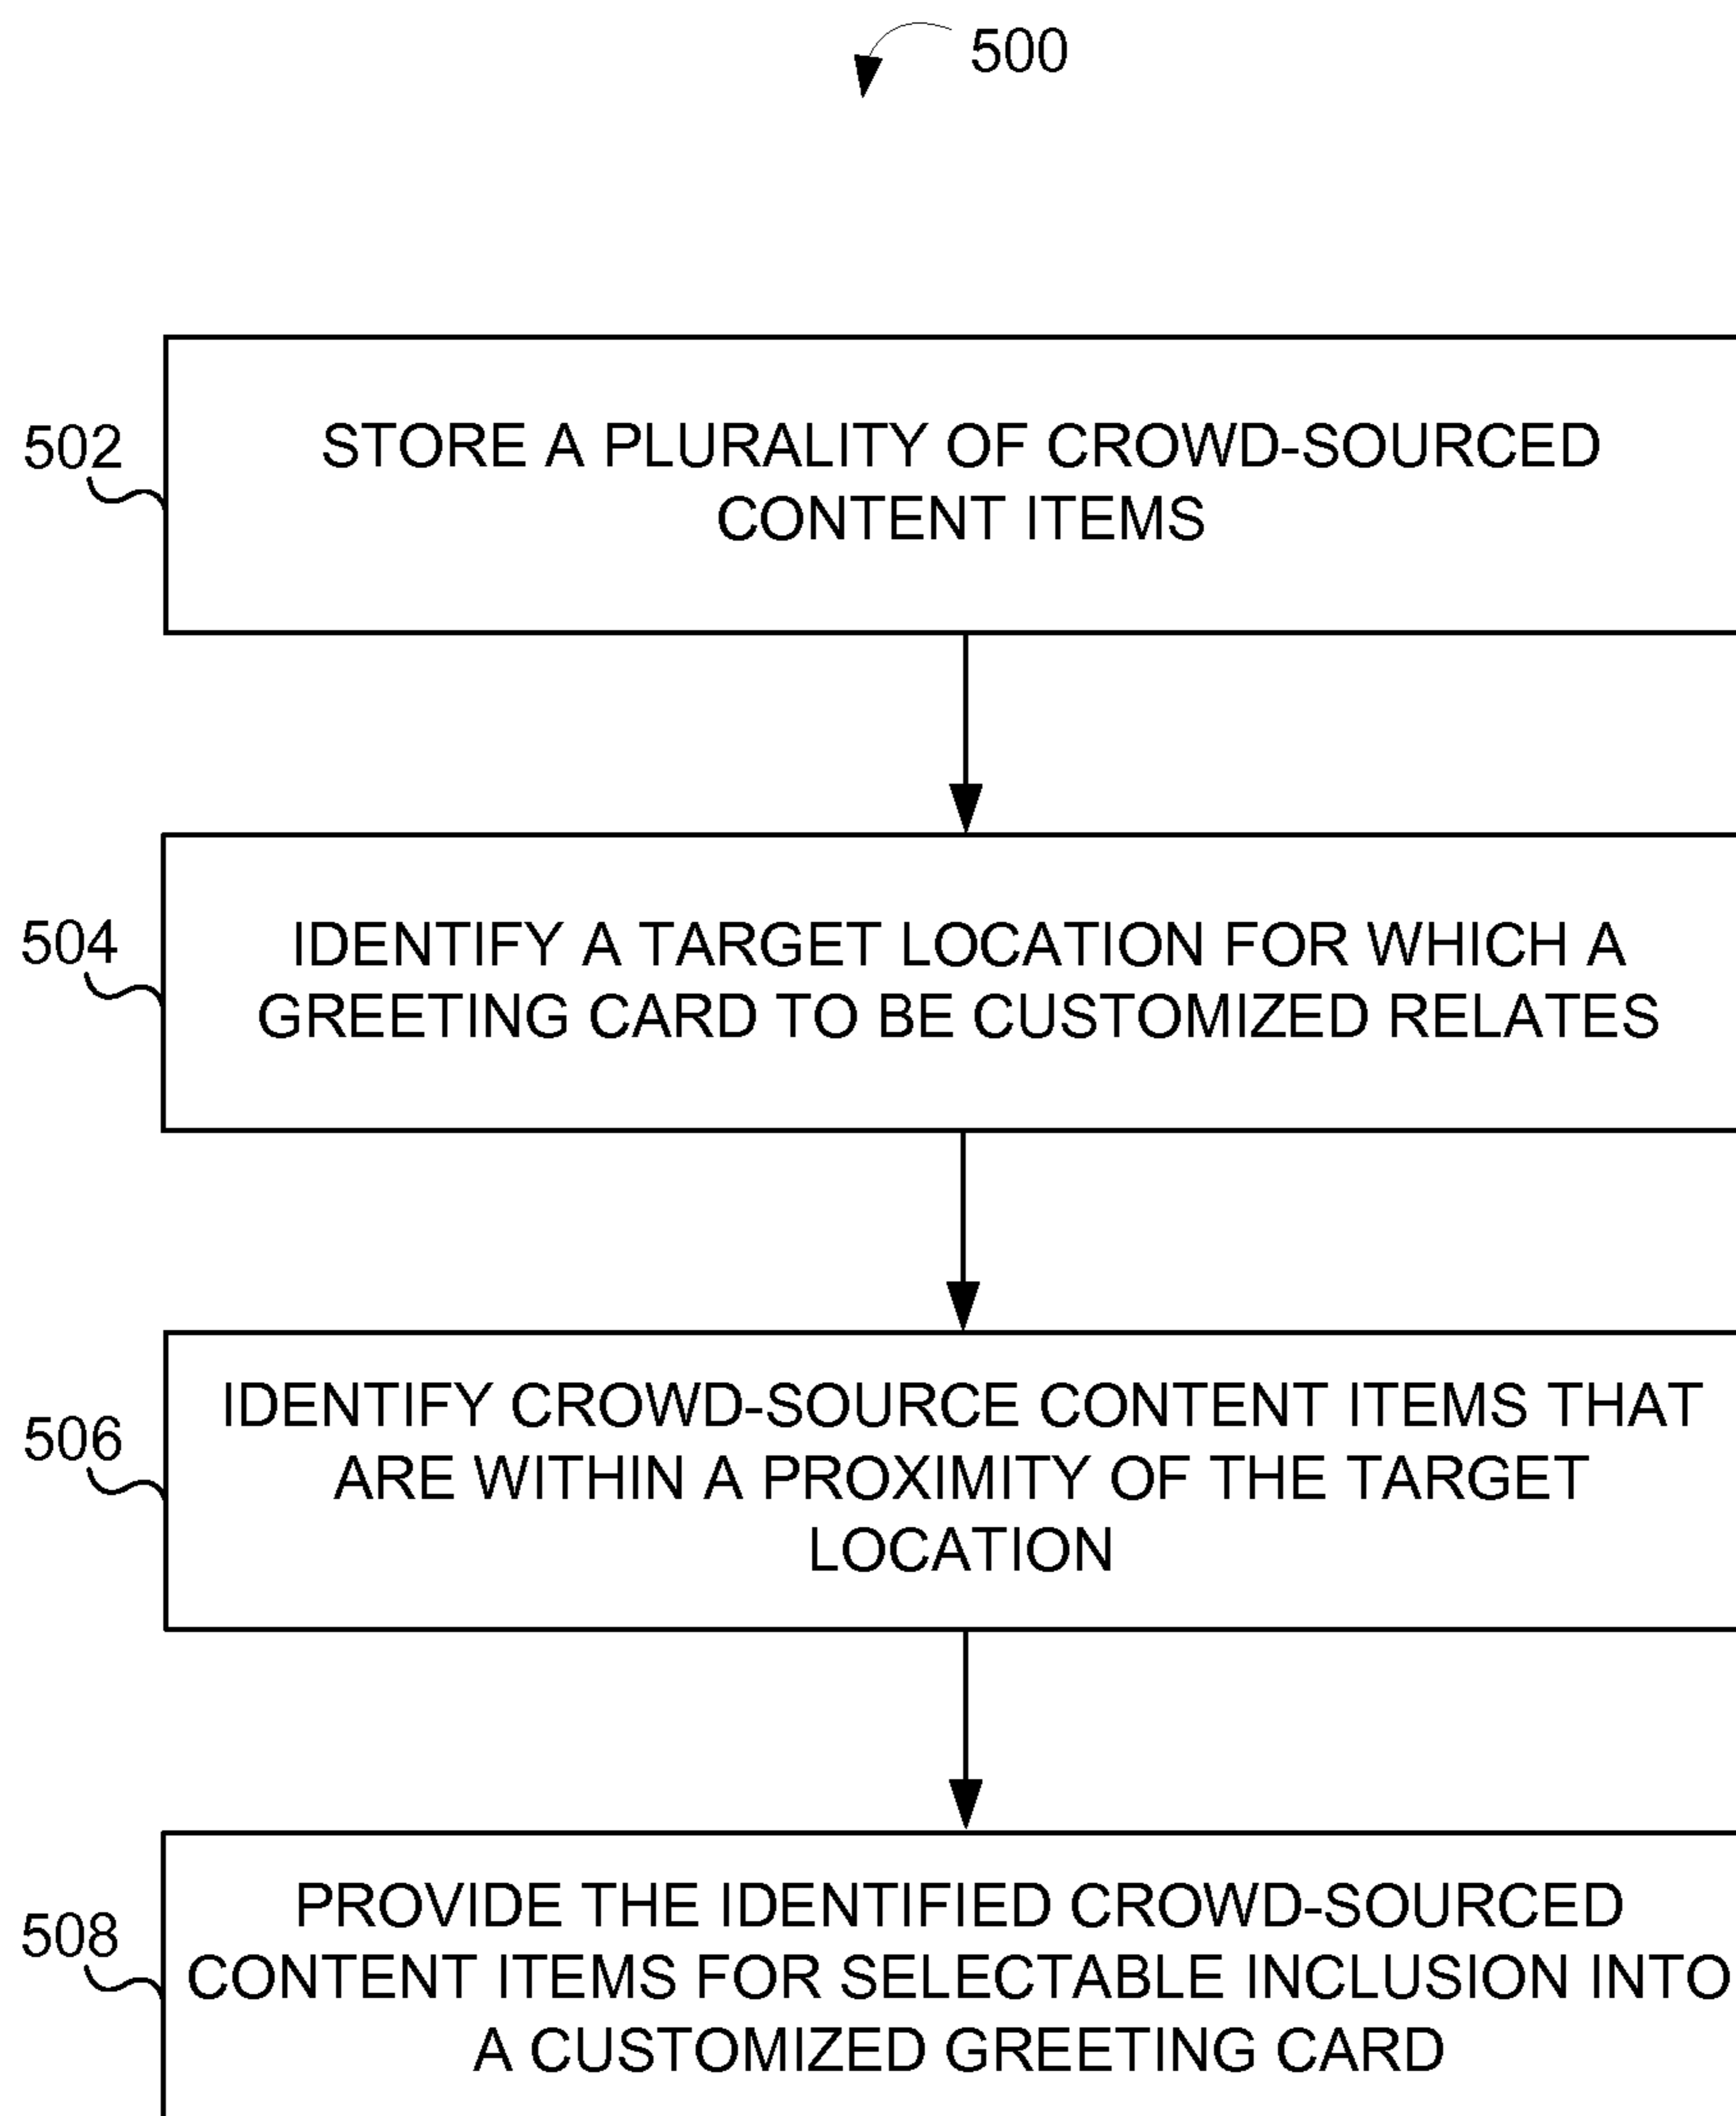 500
502
STORE A PLURALITY OF CROWD-SOURCED
CONTENT ITEMS
504
IDENTIFY A TARGET LOCATION FOR WHICH A
GREETING CARD TO BE CUSTOMIZED RELATES
506
IDENTIFY CROWD-SOURCE CONTENT ITEMS THAT
ARE WITHIN A PROXIMITY OF THE TARGET
LOCATION
508
PROVIDE THE IDENTIFIED CROWD-SOURCED
CONTENT ITEMS FOR SELECTABLE INCLUSION INTO
A CUSTOMIZED GREETING CARD